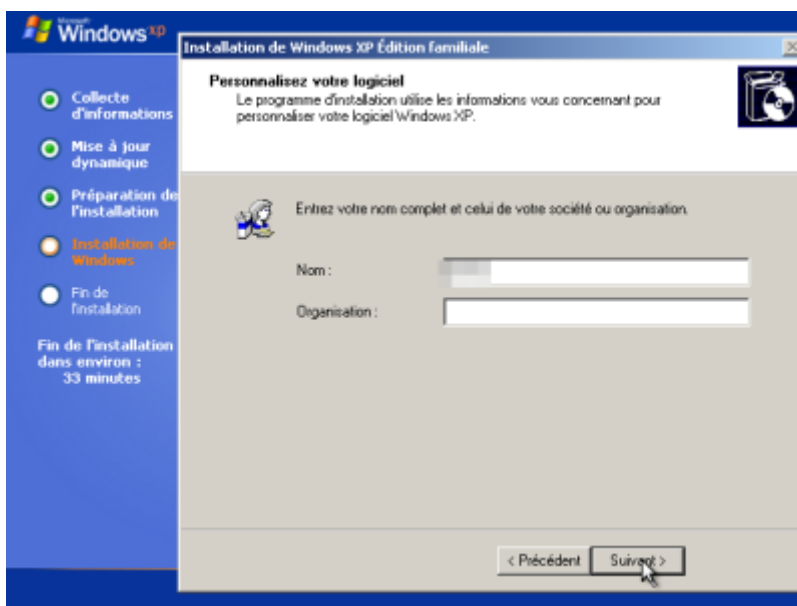 Microsoft
Windows xp
Installation de Windows XP Édition familiale
Personnalisez votre logiciel
Le programme d'installation utilise les informations vous concernant pour
personnaliser votre logiciel Windows XP.
Collecte
d'informations
Mise à jour
dynamique
Préparation de
l'installation
Installation de
Windows
Fin de
l'installation
Fin de l'installation
dans environ :
33 minutes
Entrez votre nom complet et celui de votre société ou organisation.
Nom :
Organisation :
< Précédent
Suivant >